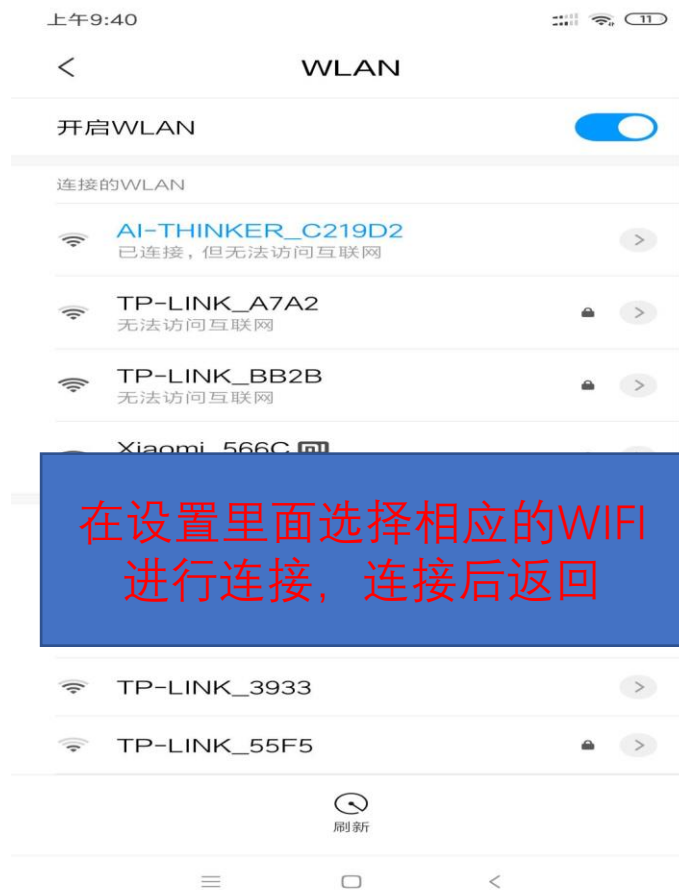 上午9:40
11
WLAN
开启WLAN
连接的WLAN
AI-THINKER_C219D2
已连接，但无法访问互联网
TP-LINK_A7A2
无法访问互联网
TP-LINK_BB2B
无法访问互联网
Xiaomi_566C
在设置里面选择相应的WIFI
进行连接，连接后返回
TP-LINK_3933
TP-LINK_55F5
刷新